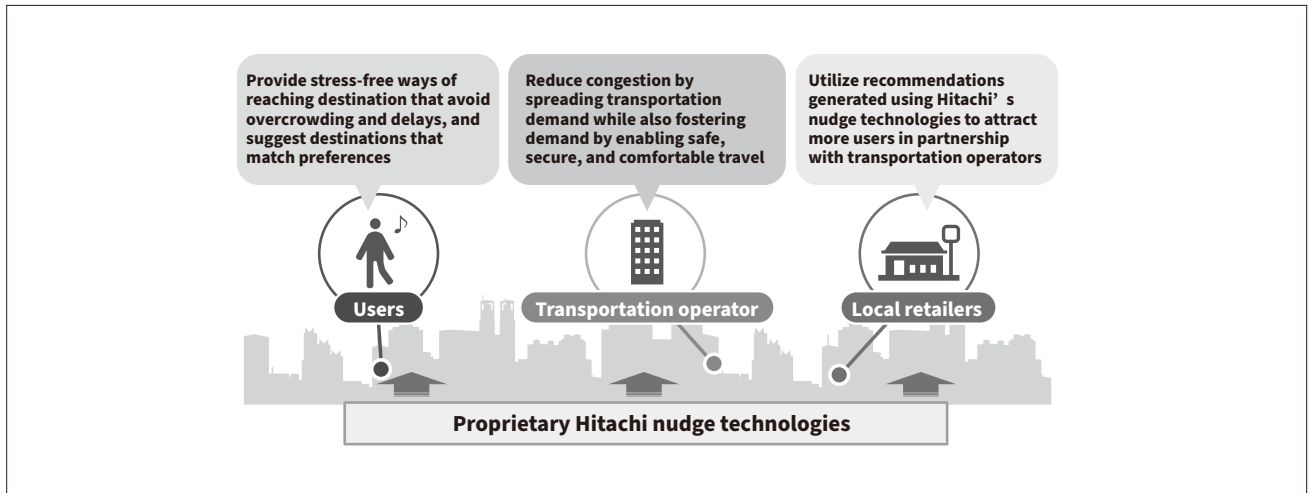 Provide stress-free ways of
reaching destination that avoid
overcrowding and delays, and
suggest destinations that
match preferences
Reduce congestion by
spreading transportation
demand while also fostering
demand by enabling safe,
secure, and comfortable travel
Utilize recommendations
generated using Hitachi’ s
nudge technologies to attract
more users in partnership
with transportation operators
Users
Transportation operator
Local retailers
Proprietary Hitachi nudge technologies